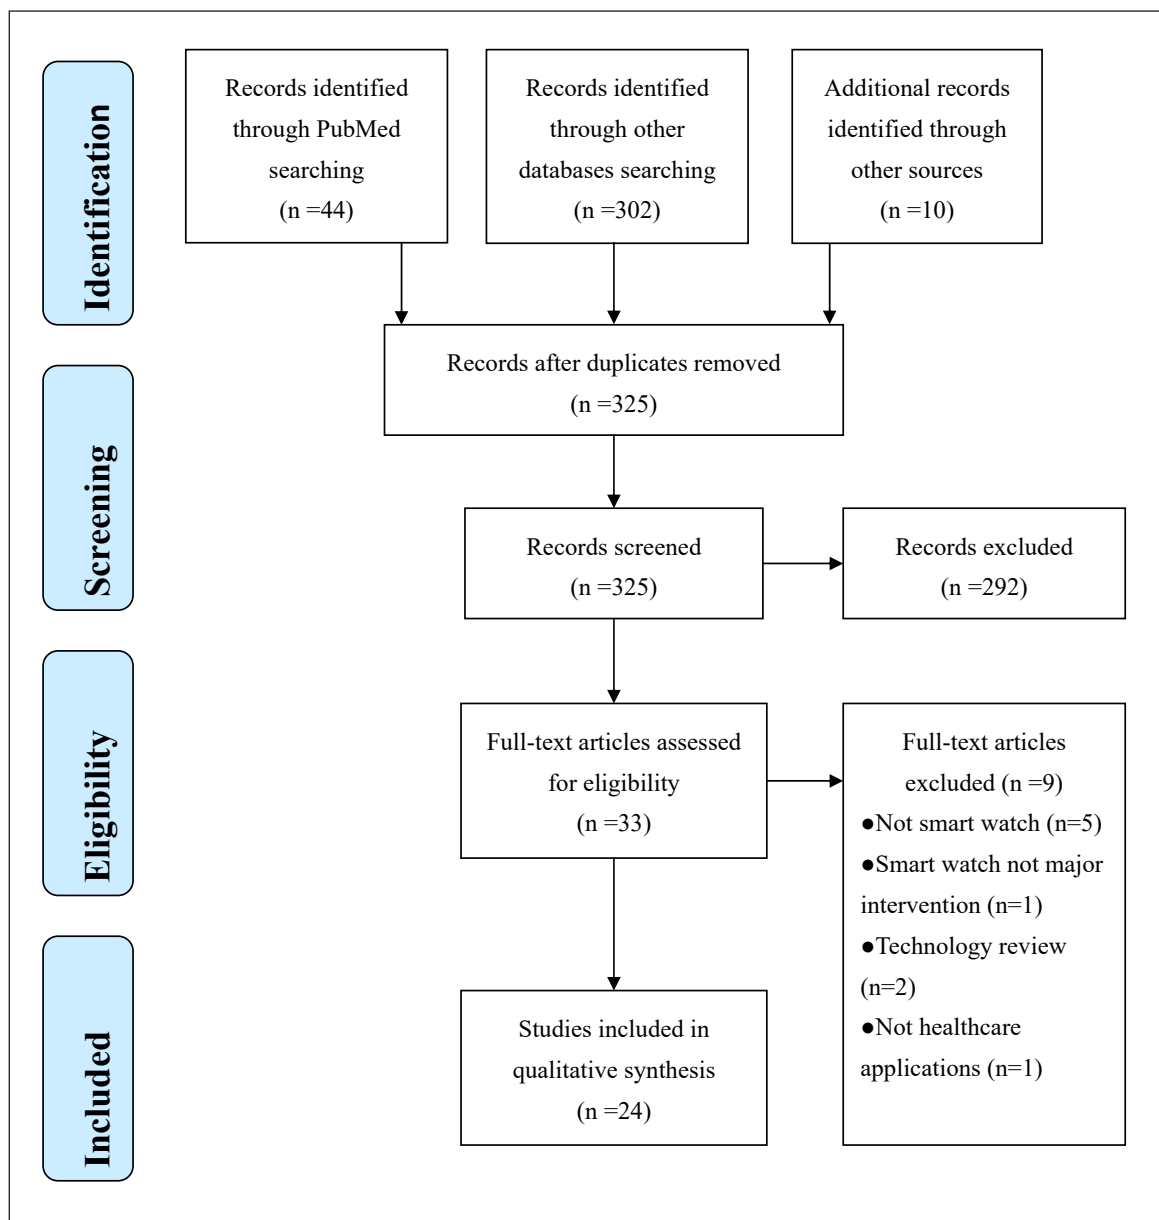 Identification
Records identified
through PubMed
searching
(n =44)
Records identified
through other
databases searching
(n =302)
Additional records
identified through
other sources
(n =10)
Records after duplicates removed
(n =325)
Screening
Records screened
(n =325)
Records excluded
(n =292)
Eligibility
Full-text articles assessed
for eligibility
(n =33)
Full-text articles
excluded (n =9)
●Not smart watch (n=5)
●Smart watch not major
intervention (n=1)
●Technology review
(n=2)
●Not healthcare
applications (n=1)
Included
Studies included in
qualitative synthesis
(n =24)